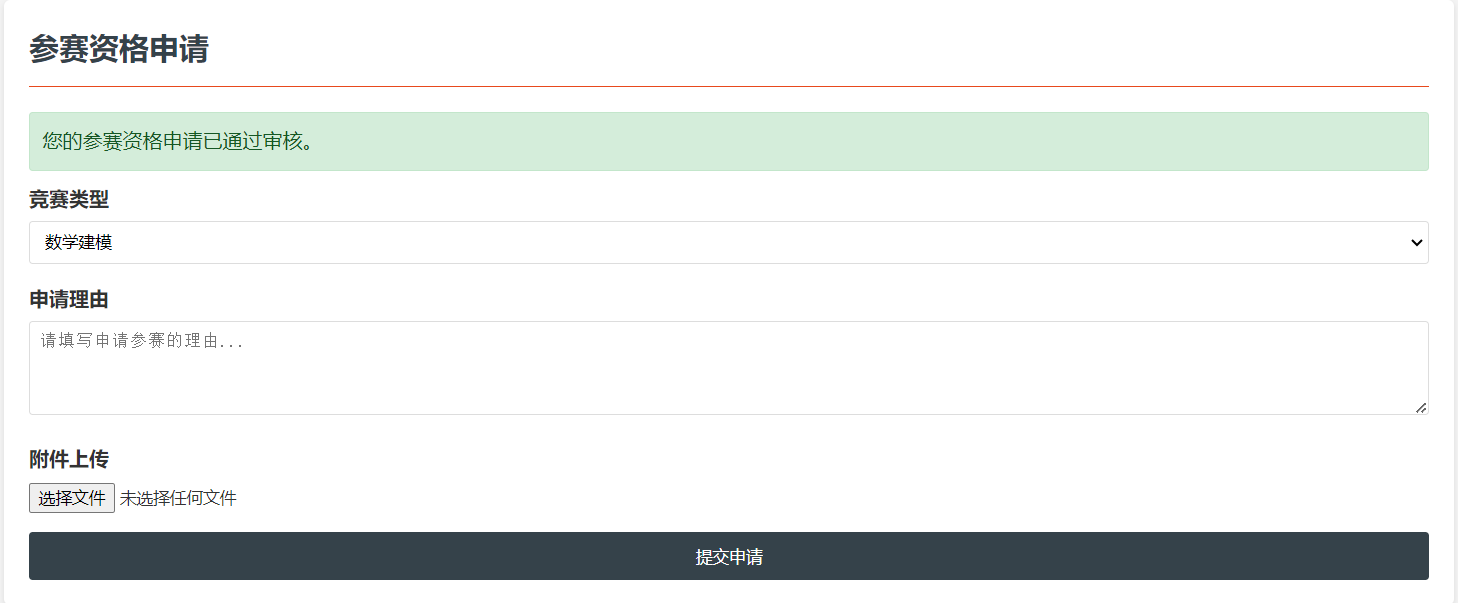 参赛资格申请
您的参赛资格申请已通过审核。
竞赛类型
数学建模
申请理由
请填写申请参赛的理由...
附件上传
选择文件 未选择任何文件
提交申请